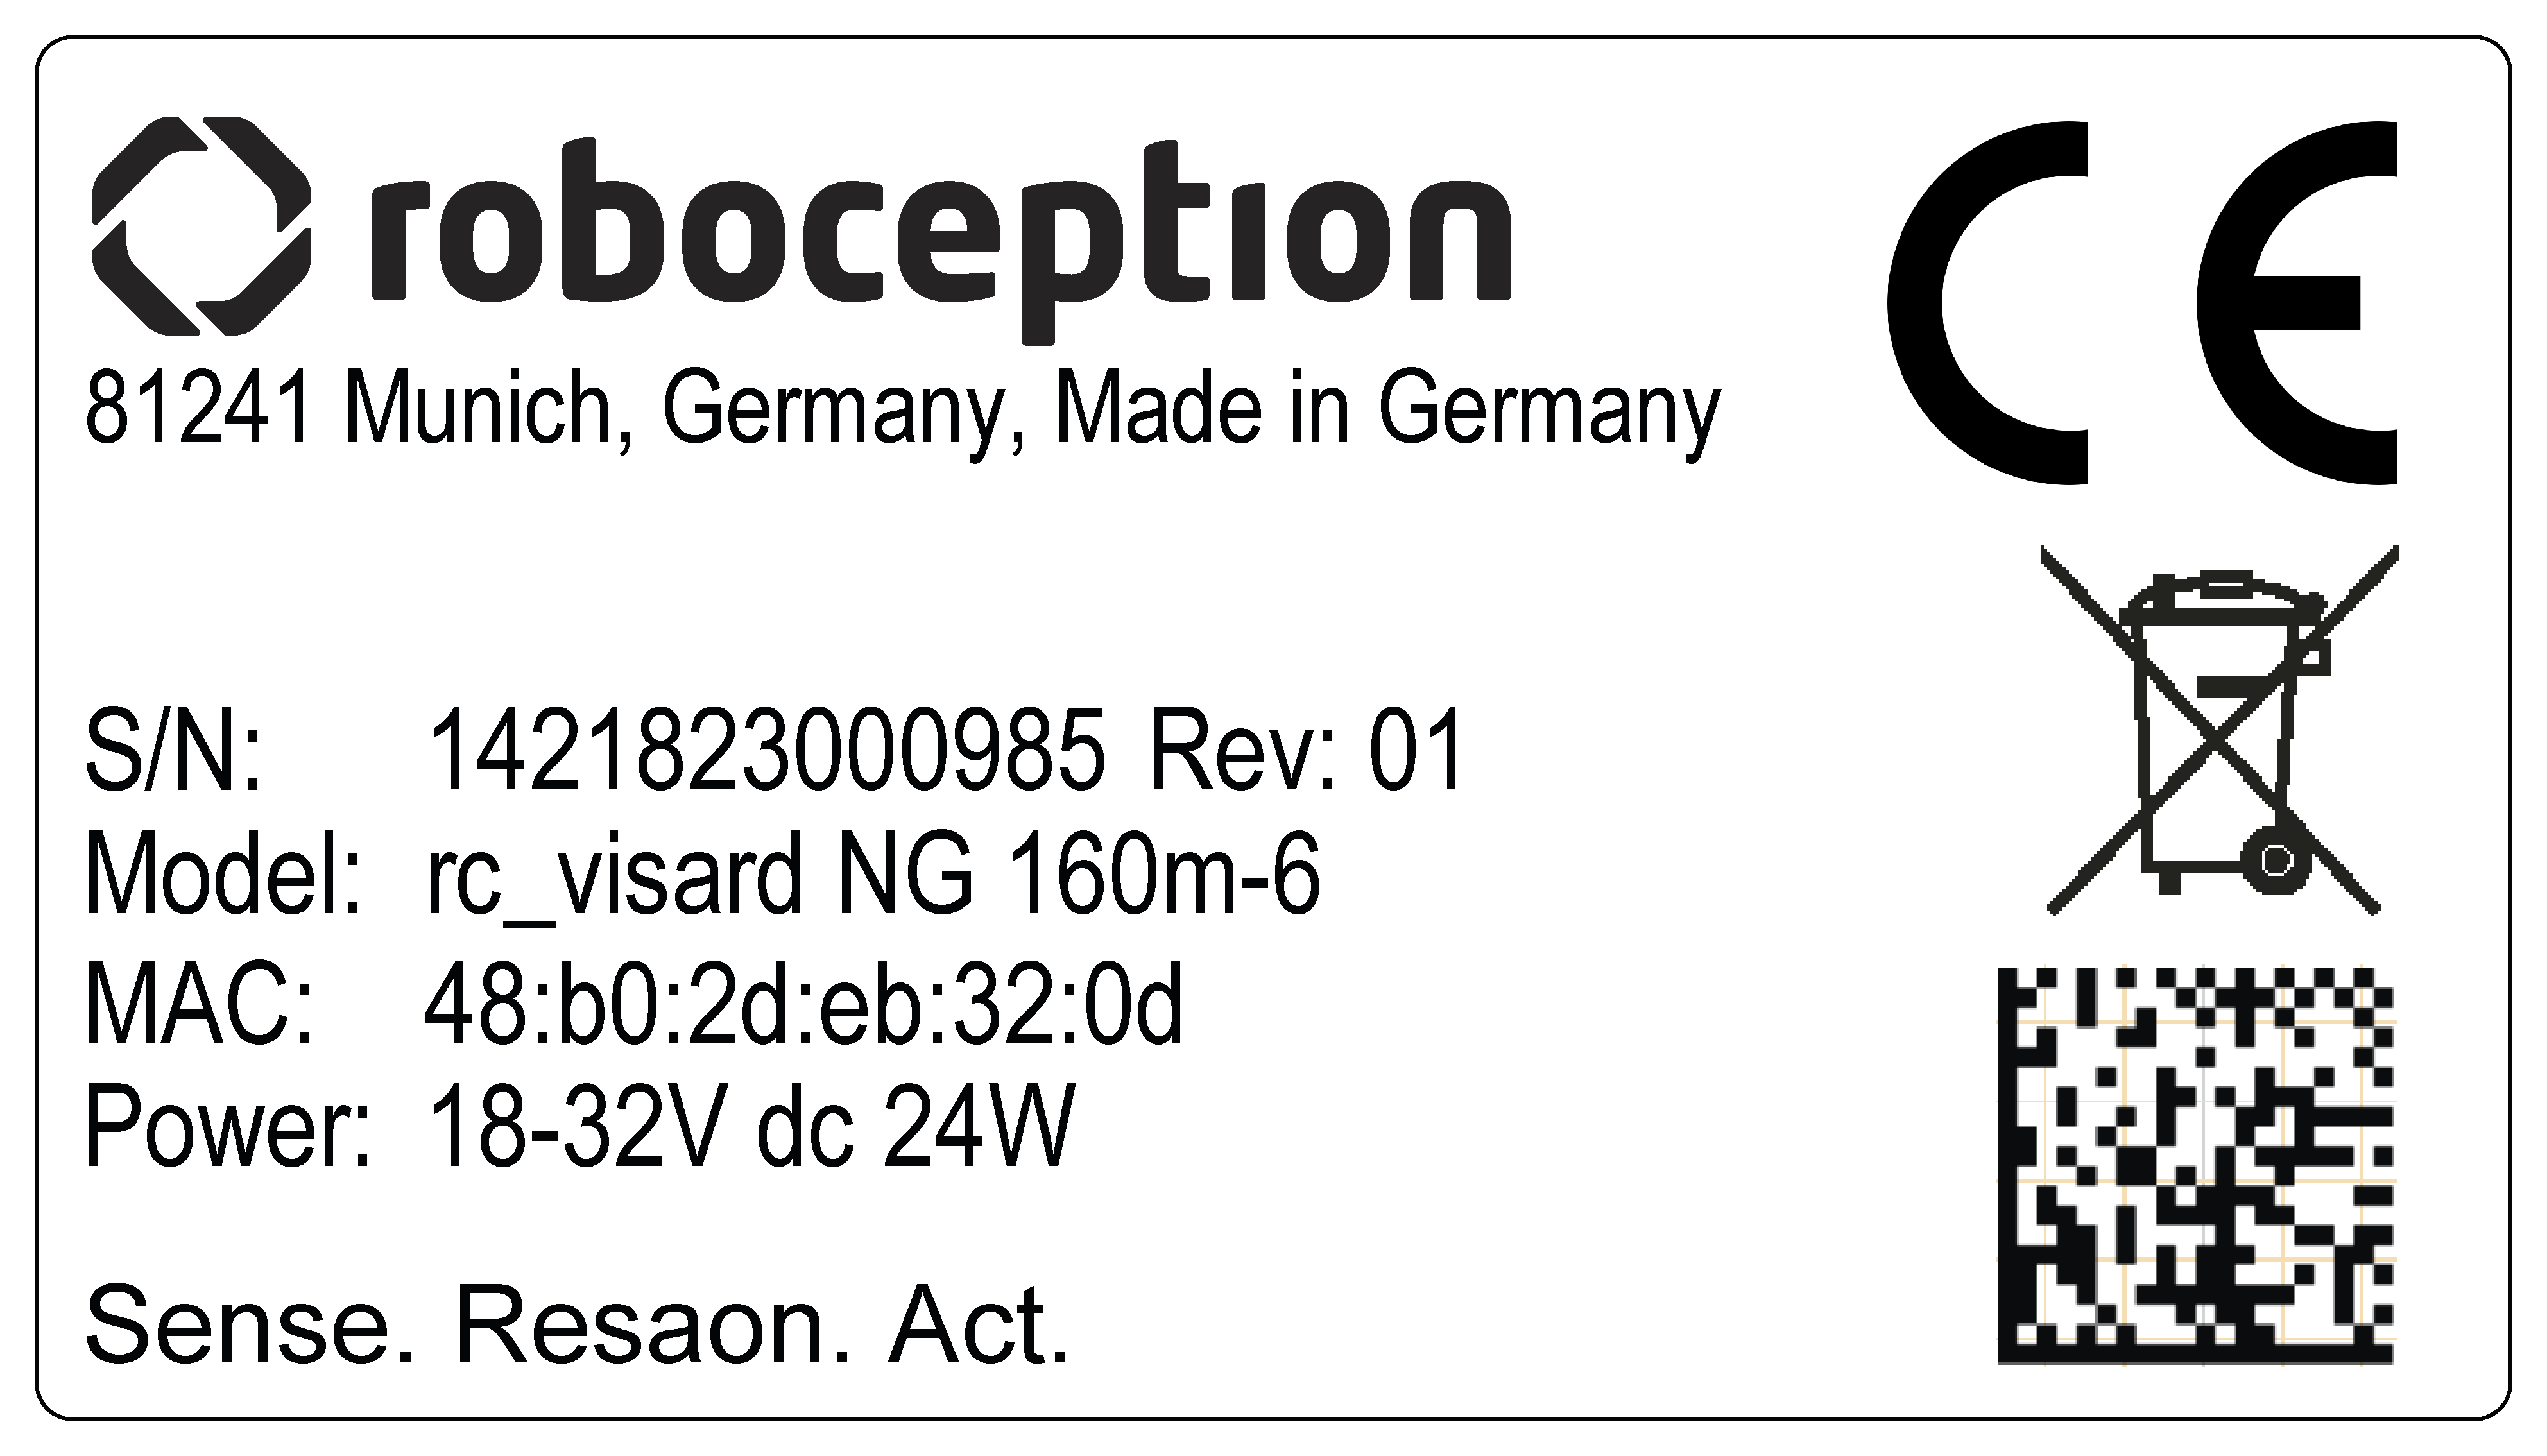 roboception
81241 Munich, Germany, Made in Germany
CE
S/N: 1421823000985 Rev: 01
Model: rc_visard NG 160m-6
MAC: 48:b0:2d:eb:32:0d
Power: 18-32V dc 24W
Sense. Resaon. Act.